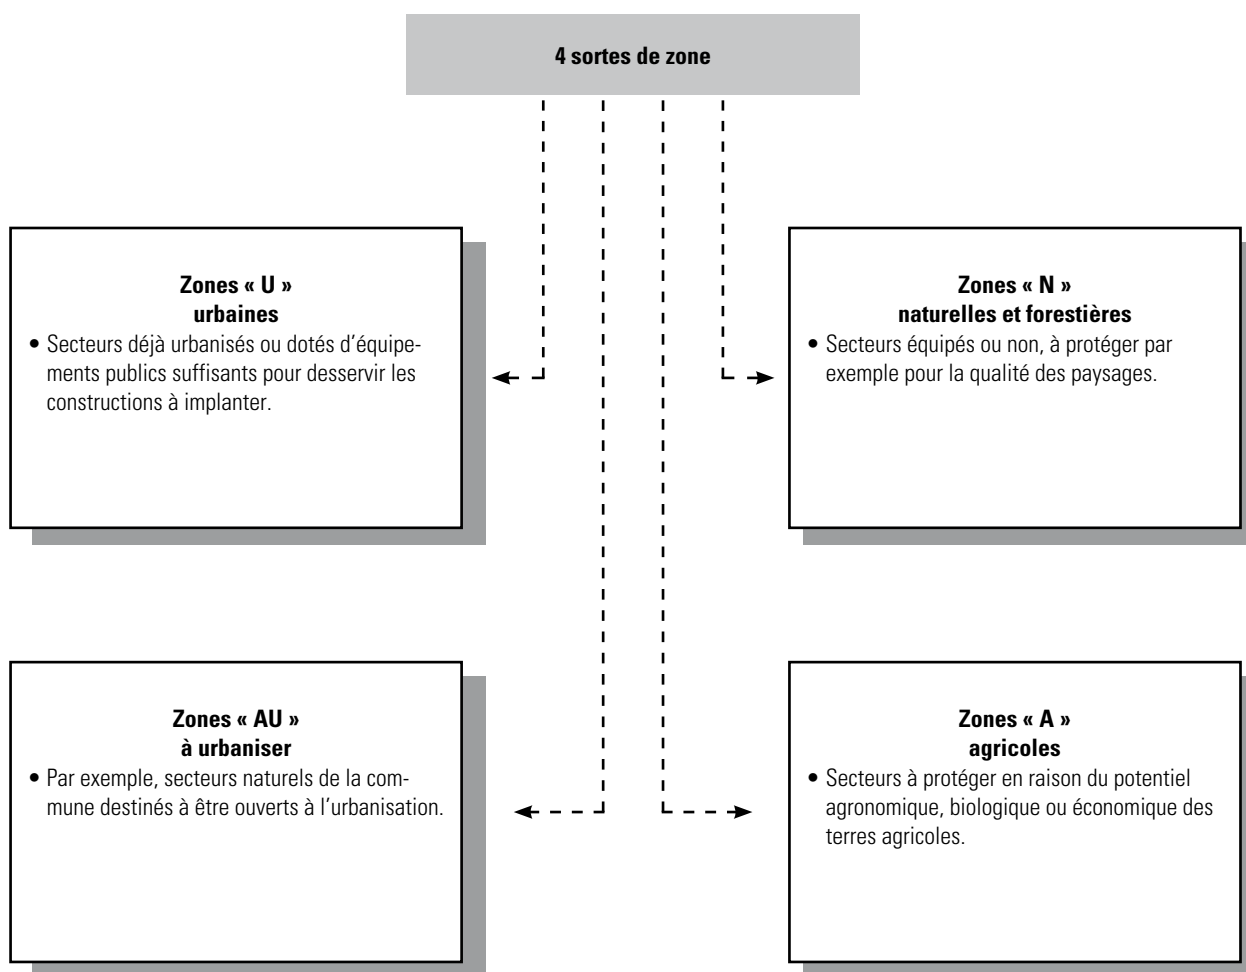 4 sortes de zone
Zones « U »
urbaines
• Secteurs déjà urbanisés ou dotés d'équipe-
ments publics suffisants pour desservir les
constructions à implanter.
Zones « N »
naturelles et forestières
• Secteurs équipés ou non, à protéger par
exemple pour la qualité des paysages.
Zones « AU »
à urbaniser
• Par exemple, secteurs naturels de la com-
mune destinés à être ouverts à l'urbanisation.
Zones « A »
agricoles
• Secteurs à protéger en raison du potentiel
agronomique, biologique ou économique des
terres agricoles.